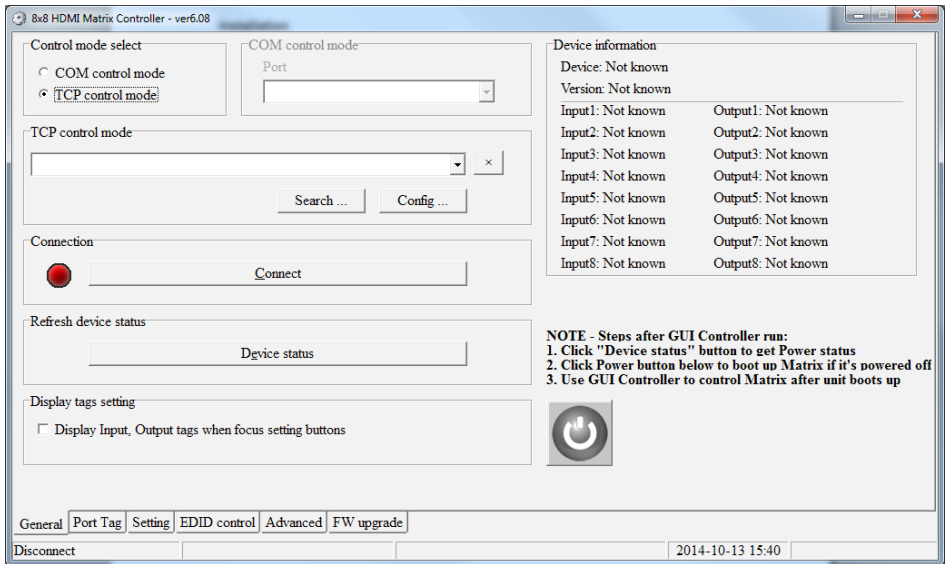 8x8 HDMI Matrix Controller - ver6.08
Control mode select
COM control mode
TCP control mode
COM control mode
Port
TCP control mode
×
Search ...
Config ...
Connection
Connect
Refresh device status
Device status
Display tags setting
Display Input, Output tags when focus setting buttons
Device information
Device: Not known
Version: Not known
Input1: Not known Output1: Not known
Input2: Not known Output2: Not known
Input3: Not known Output3: Not known
Input4: Not known Output4: Not known
Input5: Not known Output5: Not known
Input6: Not known Output6: Not known
Input7: Not known Output7: Not known
Input8: Not known Output8: Not known
NOTE - Steps after GUI Controller run:
1. Click "Device status" button to get Power status
2. Click Power button below to boot up Matrix if it's powered off
3. Use GUI Controller to control Matrix after unit boots up
General Port Tag Setting EDID control Advanced FW upgrade
Disconnect 2014-10-13 15:40